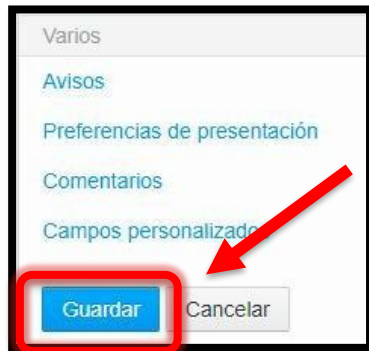 Varios
Avisos
Preferencias de presentación
Comentarios
Campos personalizado
Guardar Cancelar